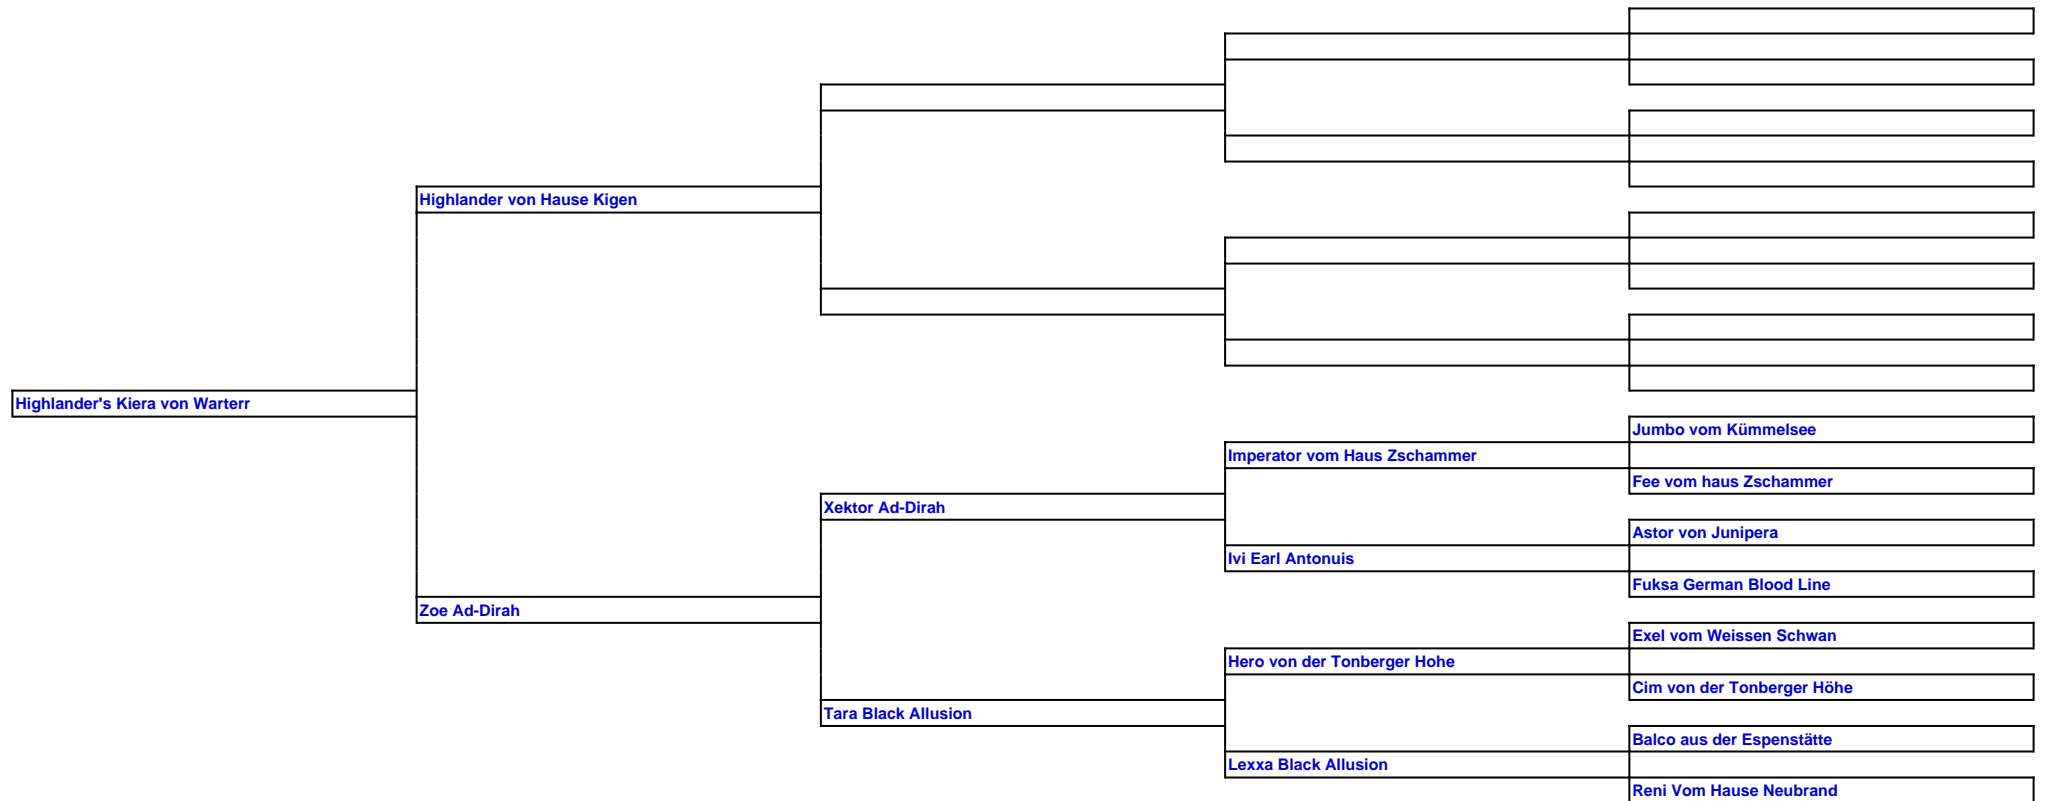 Highlander von Hause Kigen
Highlander's Kiera von Warterr
Jumbo vom Kümmelsee
Imperator vom Haus Zschammer
Fee vom haus Zschammer
Xektor Ad-Dirah
Astor von Junipera
Ivi Earl Antonuis
Fuksa German Blood Line
Zoe Ad-Dirah
Exel vom Weissen Schwan
Hero von der Tonberger Hohe
Cim von der Tonberger Höhe
Tara Black Allusion
Balco aus der Espenstätte
Lexxa Black Allusion
Reni Vom Hause Neubrand